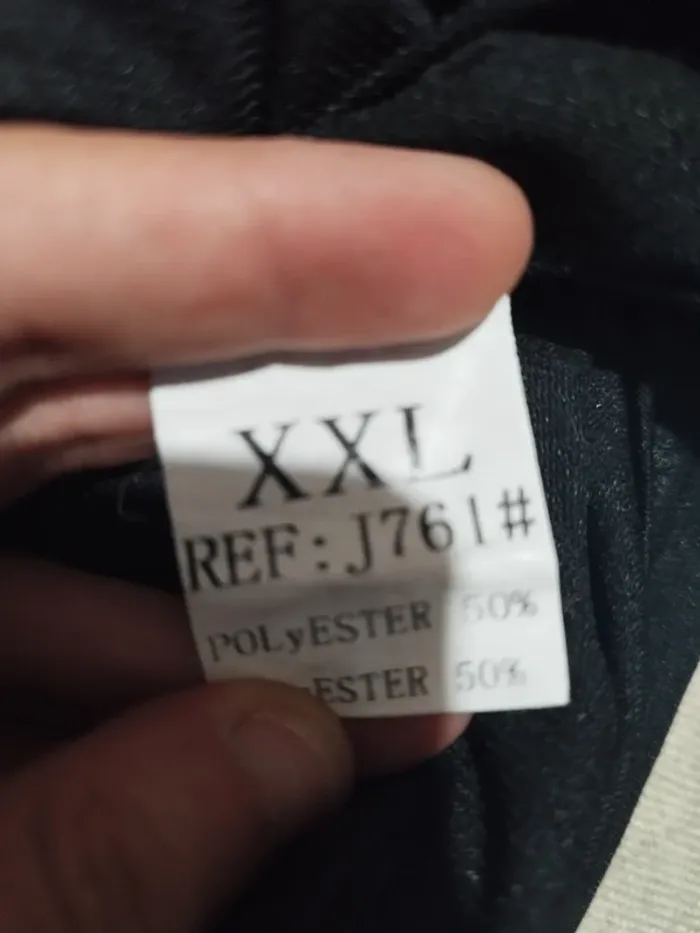 XXL
REF:J761#
POLyESTER 50%
ESTER 50%